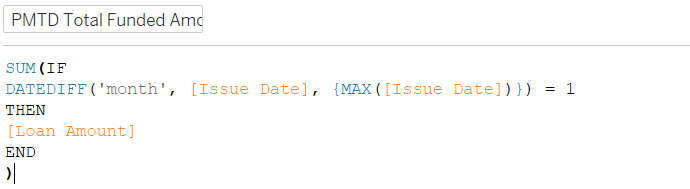 PMTD Total Funded Amo
SUM(IF
DATEDIFF('month', [Issue Date], {MAX([Issue Date])}) = 1
THEN
[Loan Amount]
END
)